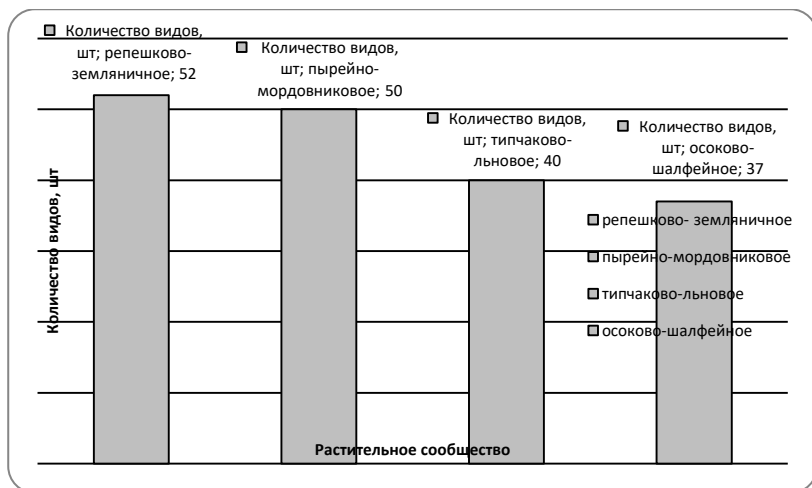 Количество видов,
шт; репешково-
земляничное; 52
Количество видов,
шт; пырейно-
мордовниковое; 50
Количество видов,
шт; типчаково-
льновое; 40
Количество видов,
шт; осоково-
шалфейное; 37
Количество видов, шт
репешково- земляничное
пырейно-мордовниковое
типчаково-льновое
осоково-шалфейное
Растительное сообщество